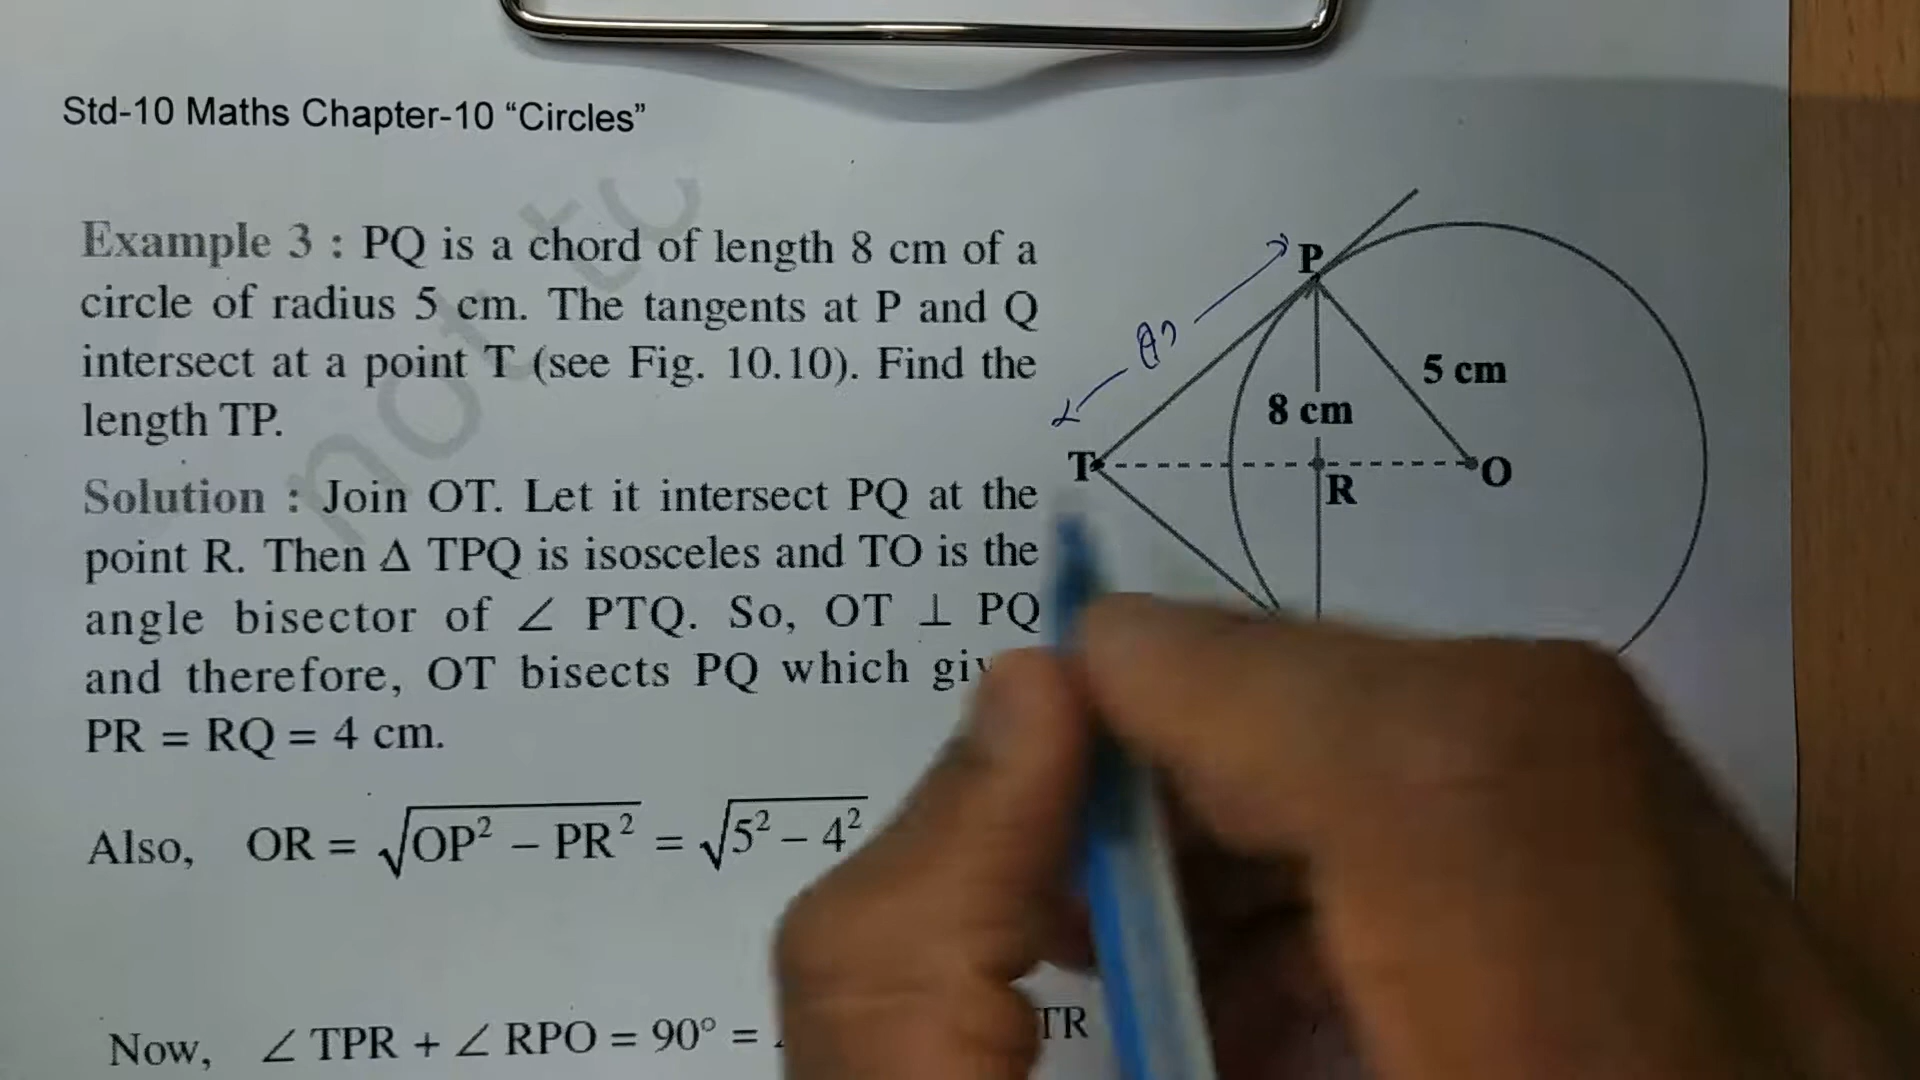 Std-10 Maths Chapter-10 “Circles”
not to
Example 3 : PQ is a chord of length 8 cm of a
circle of radius 5 cm. The tangents at P and Q
intersect at a point T (see Fig. 10.10). Find the
length TP.
Solution : Join OT. Let it intersect PQ at the
point R. Then Δ TPQ is isosceles and TO is the
angle bisector of ∠ PTQ. So, OT ⊥ PQ
and therefore, OT bisects PQ which
PR = RQ = 4 cm.
Also, OR = √(OP² – PR²) = √(5² – 4²)
Now, ∠ TPR + ∠ RPO = 90° =
TR
P
5 cm
8 cm
T
R
O